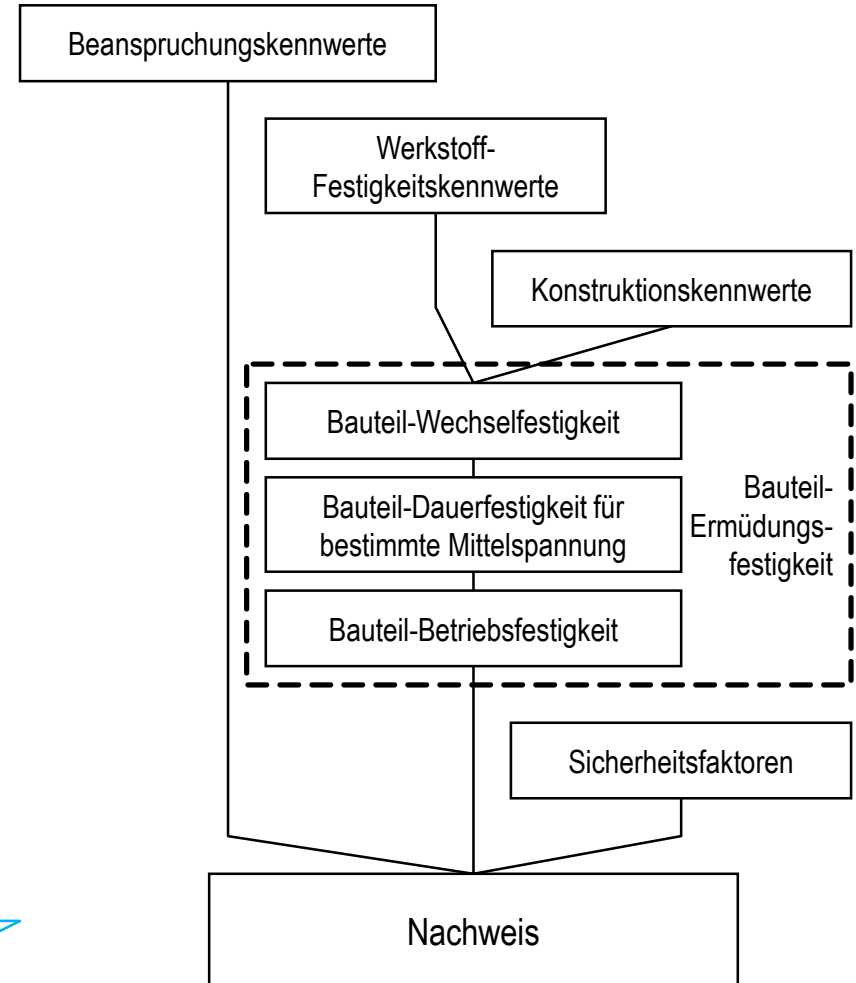 Beanspruchungskennwerte
Werkstoff-
Festigkeitskennwerte
Konstruktionskennwerte
Bauteil-Wechselfestigkeit
Bauteil-Dauerfestigkeit für
bestimmte Mittelspannung
Bauteil-
Ermüdungs-
festigkeit
Bauteil-Betriebsfestigkeit
Sicherheitsfaktoren
Nachweis